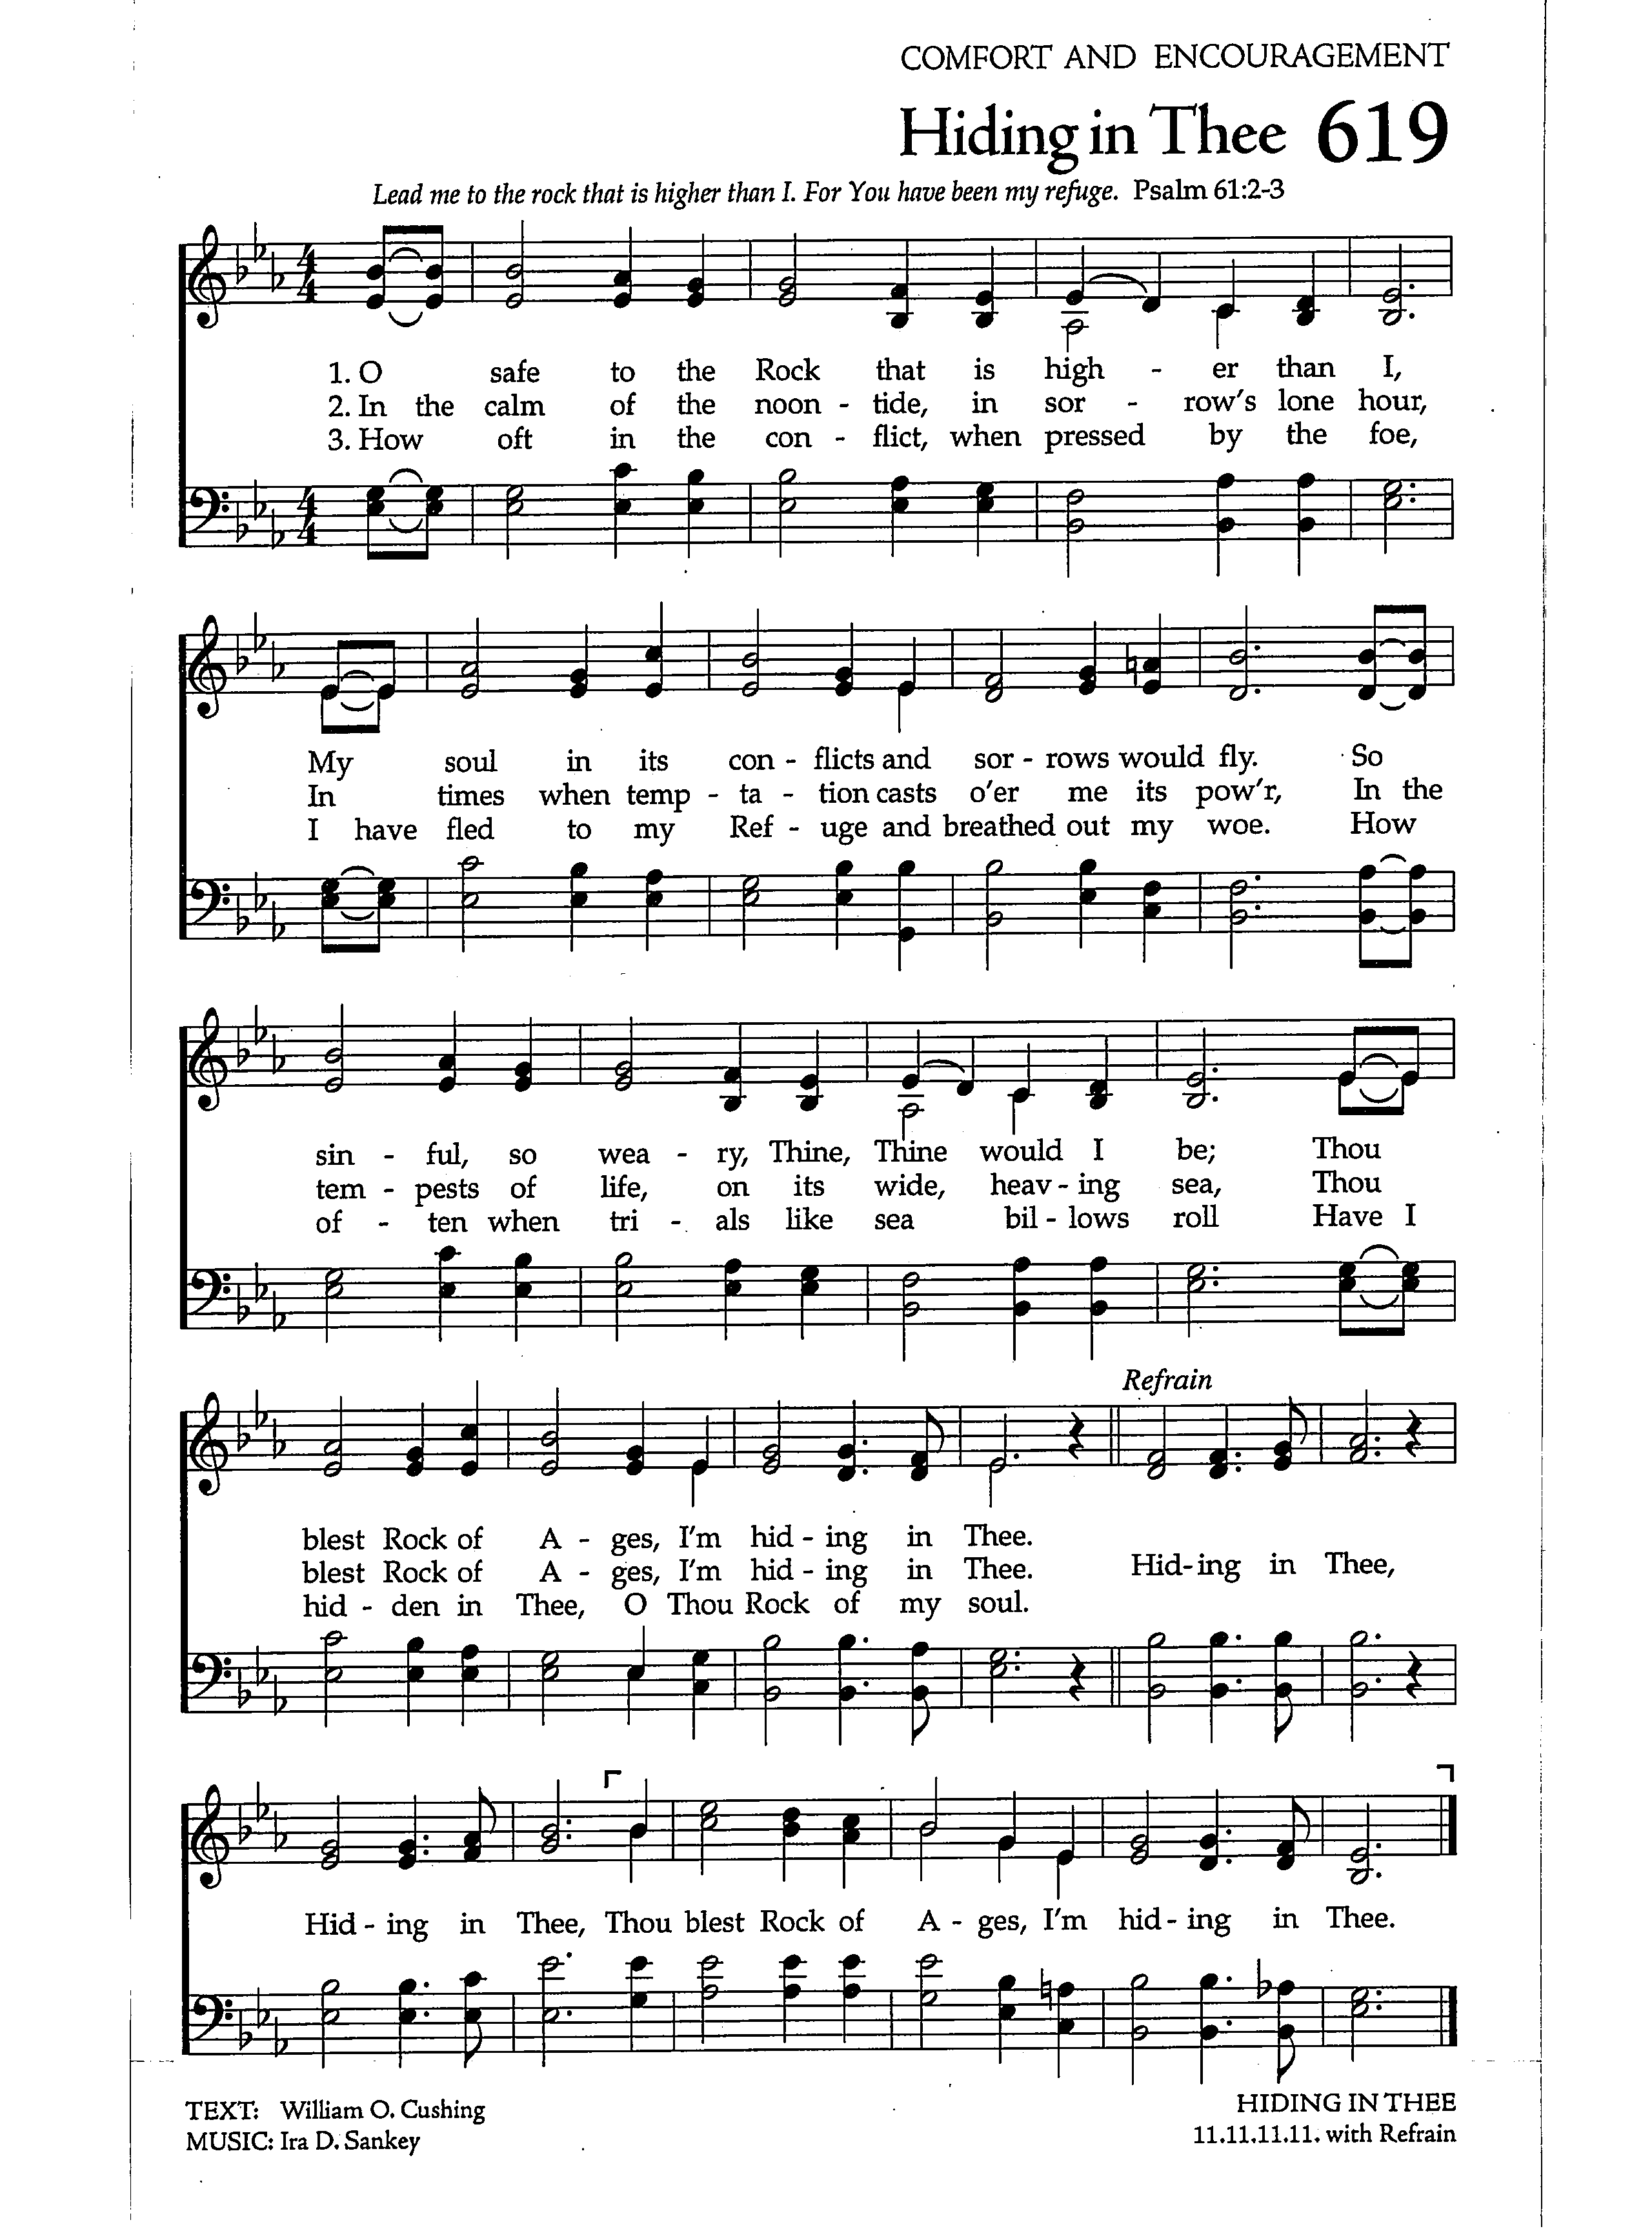 COMFORT AND ENCOURAGEMENT
Hiding in Thee 619
Lead me to the rock that is higher than I. For You have been my refuge. Psalm 61:2-3
1. O safe to the Rock that is high - er than I,
2. In the calm of the noon - tide, in sor - row's lone hour,
3. How oft in the con - flict, when pressed by the foe,
My soul in its con - flicts and sor - rows would fly. So
In times when temp - ta - tion casts o'er me its pow'r, In the
I have fled to my Ref - uge and breathed out my woe. How
sin - ful, so wea - ry, Thine, Thine would I be; Thou
tem - pests of life, on its wide, heav - ing sea, Thou
of - ten when tri - als like sea bil - lows roll Have I
Refrain
blest Rock of A - ges, I'm hid - ing in Thee.
blest Rock of A - ges, I'm hid - ing in Thee. Hid - ing in Thee,
hid - den in Thee, O Thou Rock of my soul.
Hid - ing in Thee, Thou blest Rock of A - ges, I'm hid - ing in Thee.
TEXT: William O. Cushing
MUSIC: Ira D. Sankey
HIDING IN THEE
11.11.11.11. with Refrain